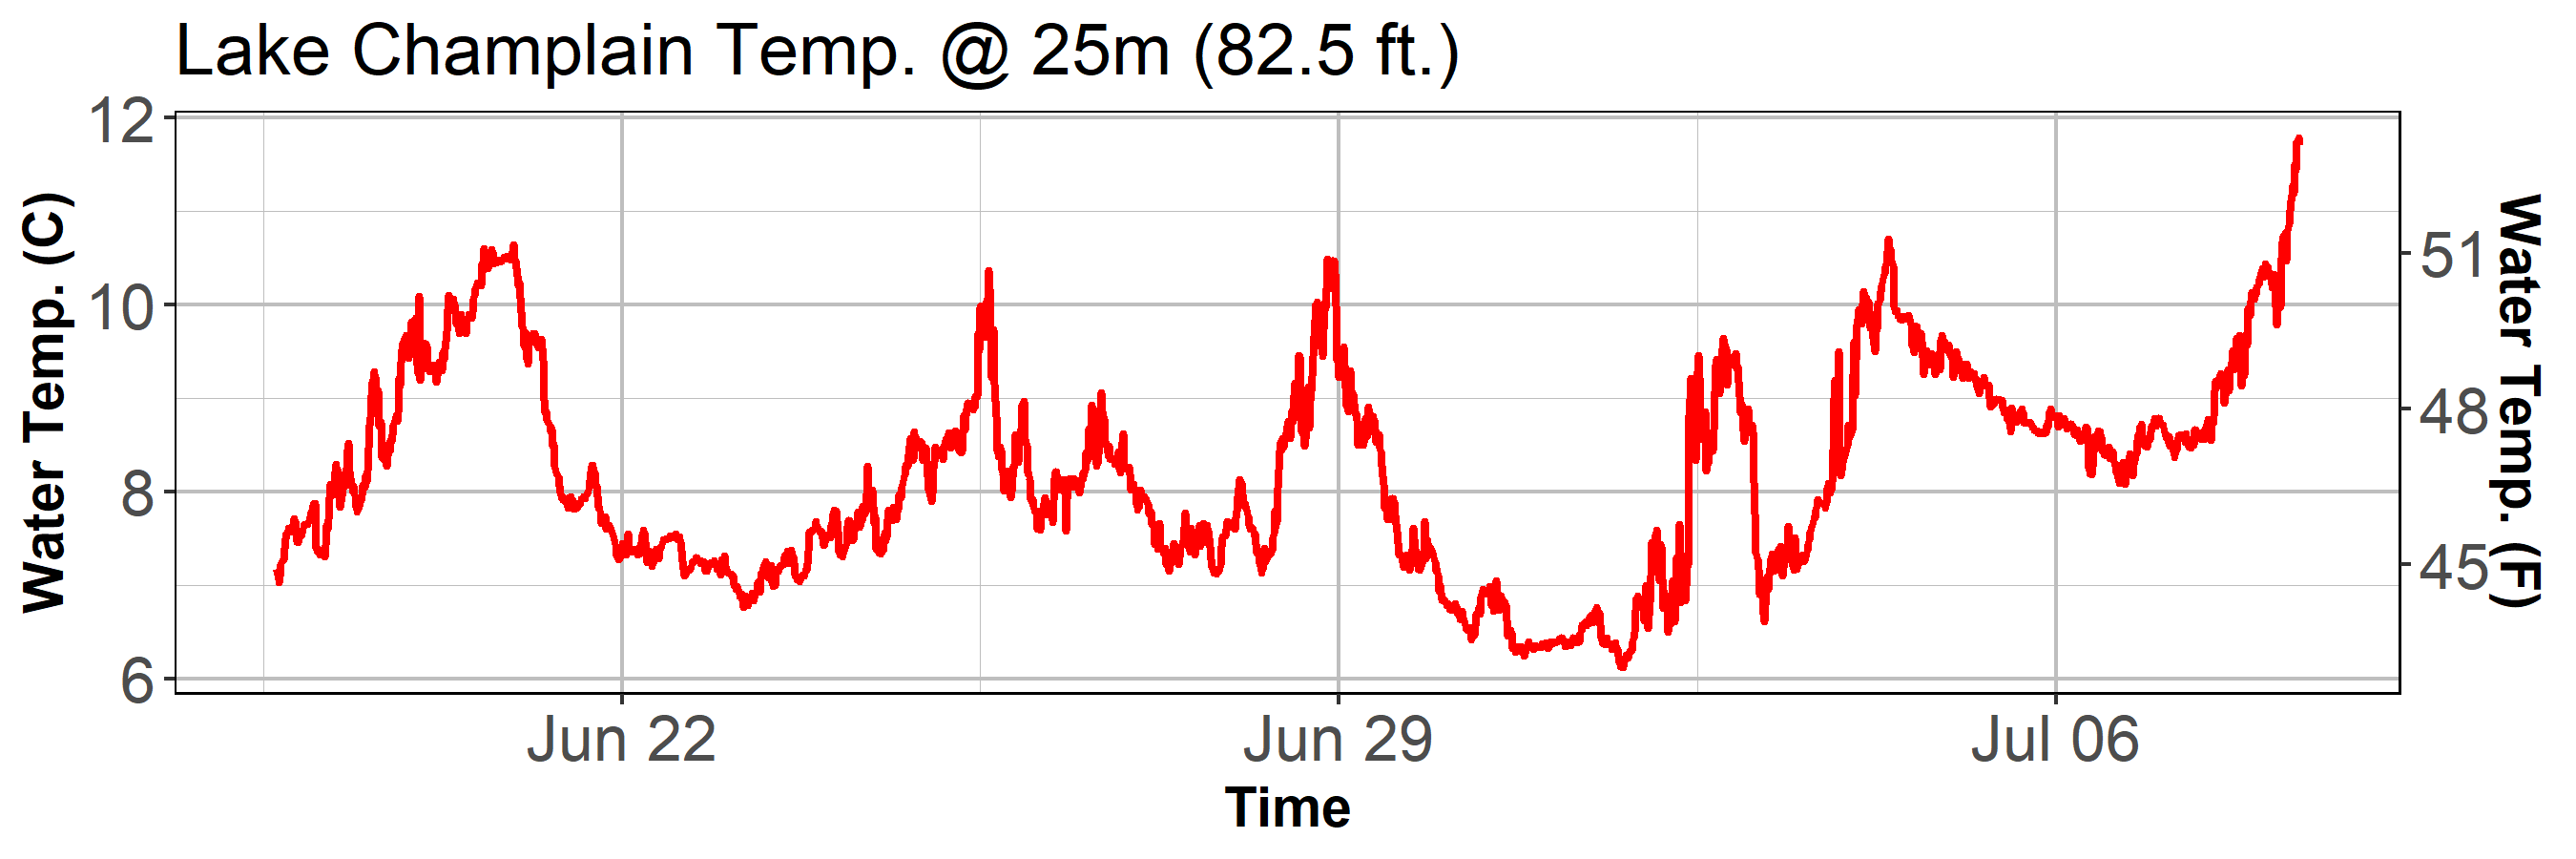 Lake Champlain Temp. @ 25m (82.5 ft.)
12
10
8
6
Water Temp. (C)
51
48
45
Water Temp. (F)
Jun 22
Jun 29
Jul 06
Time